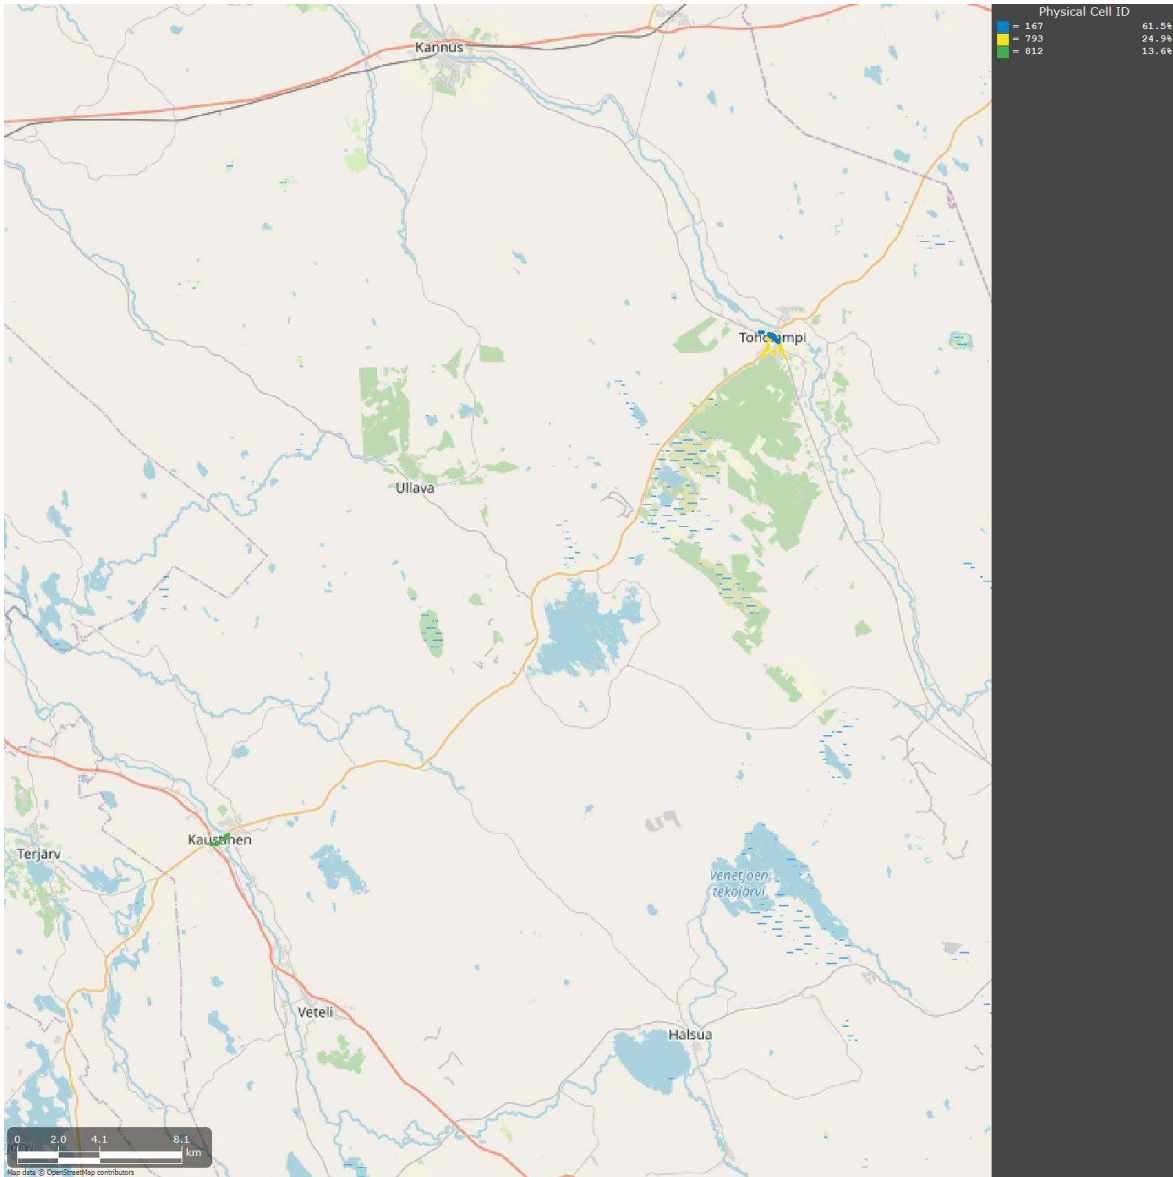 Physical Cell ID
= 167 61.5%
= 793 24.9%
= 812 13.6%
Kannus
Toholampi
Ullava
Kaustinen
Terjärv
Venetjoen
tekojärvi
Veteli
Halsua
0 2.0 4.1 8.1
km
Map data © OpenStreetMap contributors